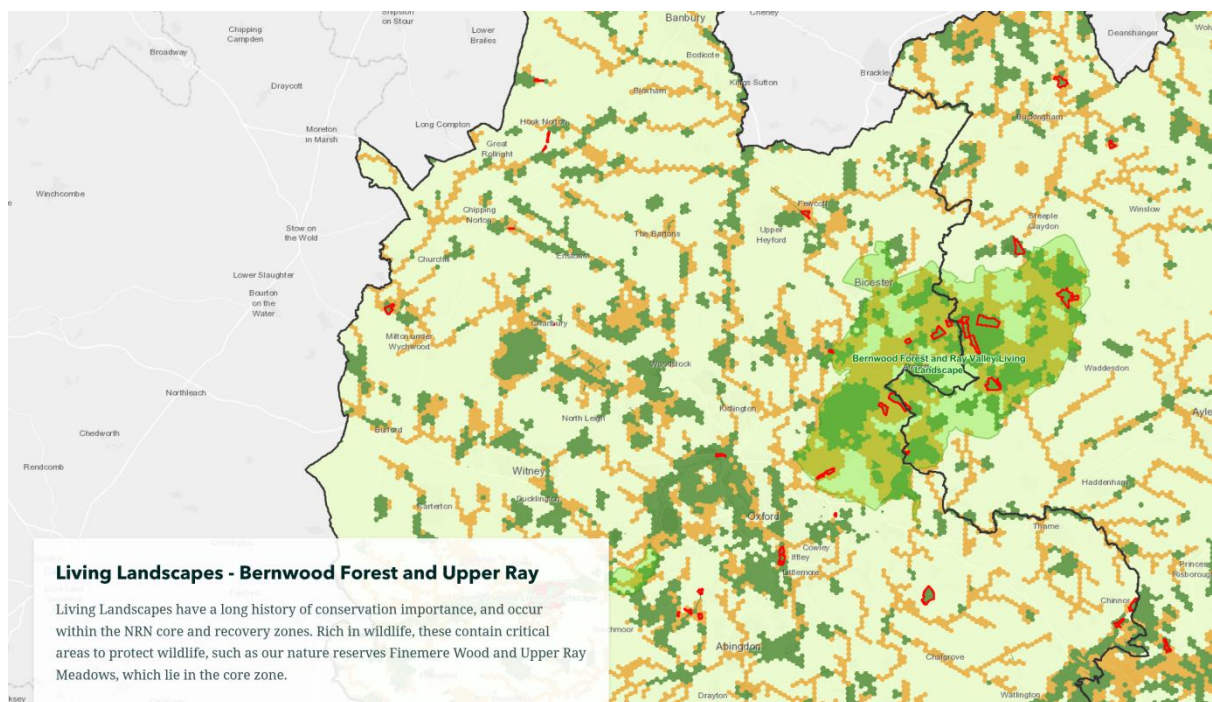 Shipston
on Stour
Banbury
Cheney
Deanshanger
Chipping
Campden
Lower
Brailes
Broadway
Bodicote
Kings Sutton
Brackley
Draycott
Bloxham
Moreton
in Marsh
Long Compton
Hook Norton
Buckingham
Great
Rollright
Winchcombe
Chipping
Norton
Fewcott
Winslow
Stow on
the Wold
The Bartons
Upper
Heyford
Steeple
Claydon
Churchill
Enstone
Lower Slaughter
Bicester
Bourton
on the
Water
Charlbury
Milton under
Wychwood
Bernwood Forest and Ray Valley Living
Landscape
Woodstock
Waddesdon
Northleach
Kidlington
North Leigh
Chedworth
Burford
Rendcomb
Witney
Haddenham
Ducklington
Carterton
Oxford
Thame
Cowley
Iffley
Littlemore
Princes
Risborough
Chinnor
Abingdon
Chalgrove
Drayton
Watlington
Living Landscapes - Bernwood Forest and Upper Ray
Living Landscapes have a long history of conservation importance, and occur
within the NRN core and recovery zones. Rich in wildlife, these contain critical
areas to protect wildlife, such as our nature reserves Finemere Wood and Upper Ray
Meadows, which lie in the core zone.